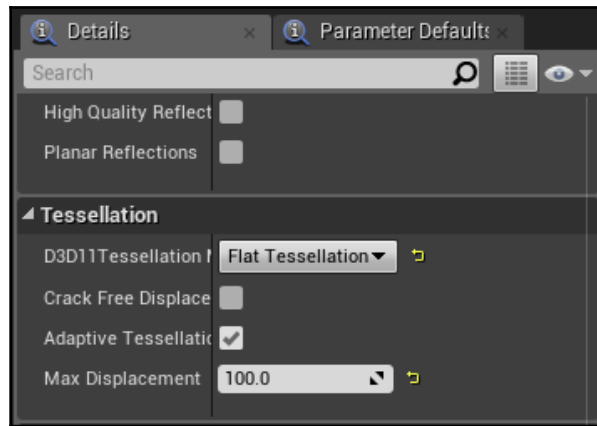 Details
Parameter Defaults
Search
High Quality Reflect
Planar Reflections
Tessellation
D3D11Tessellation M
Flat Tessellation
Crack Free Displace
Adaptive Tessellatio
Max Displacement
100.0